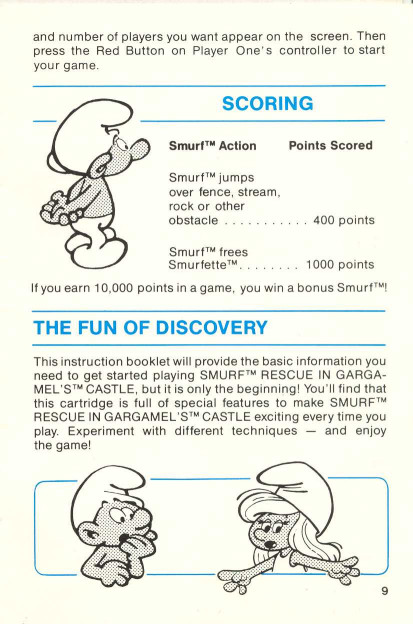 and number of players you want appear on the screen. Then
press the Red Button on Player One's controller to start
your game.
SCORING
Smurf™ Action Points Scored
Smurf™ jumps
over fence, stream,
rock or other
obstacle . . . . . . . . . . . 400 points
Smurf™ frees
Smurfette™. . . . . . . . 1000 points
If you earn 10,000 points in a game, you win a bonus Smurf™!
THE FUN OF DISCOVERY
This instruction booklet will provide the basic information you
need to get started playing SMURF™ RESCUE IN GARGA-
MEL'S™ CASTLE, but it is only the beginning! You'll find that
this cartridge is full of special features to make SMURF™
RESCUE IN GARGAMEL'S™ CASTLE exciting every time you
play. Experiment with different techniques — and enjoy
the game!
9